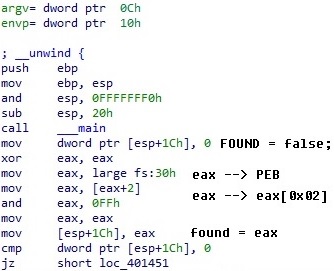 argv= dword ptr  0Ch
envp= dword ptr  10h
; __unwind {
push    ebp
mov     ebp, esp
and     esp, 0FFFFFFF0h
sub     esp, 20h
call    ___main
mov     dword ptr [esp+1Ch], 0 FOUND = false;
xor     eax, eax
mov     eax, large fs:30h   eax --> PEB
mov     eax, [eax+2]        eax --> eax[0x02]
and     eax, 0FFh
mov     eax, eax
mov     [esp+1Ch], eax      found = eax
cmp     dword ptr [esp+1Ch], 0
jz      short loc_401451